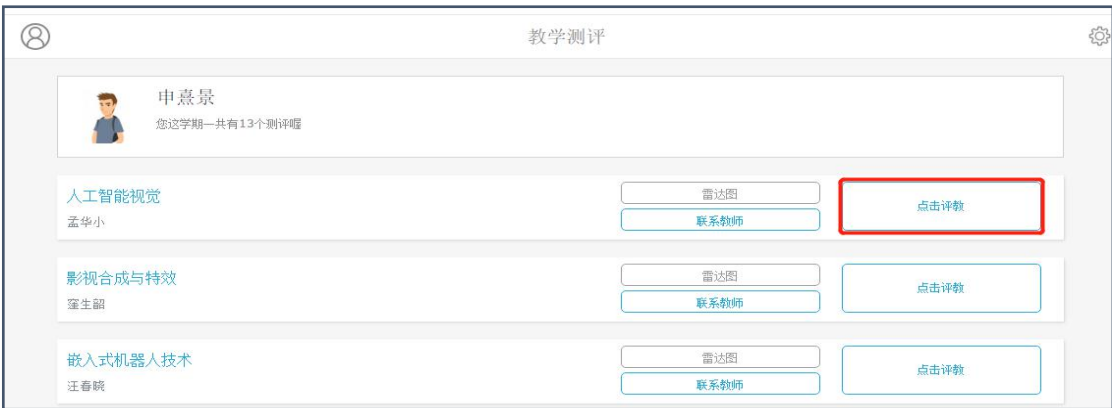 教学测评
申熹景
您这学期一共有13个测评喔
人工智能视觉
孟华小
雷达图
联系教师
点击评教
影视合成与特效
窪生韶
雷达图
联系教师
点击评教
嵌入式机器人技术
汪春晓
雷达图
联系教师
点击评教